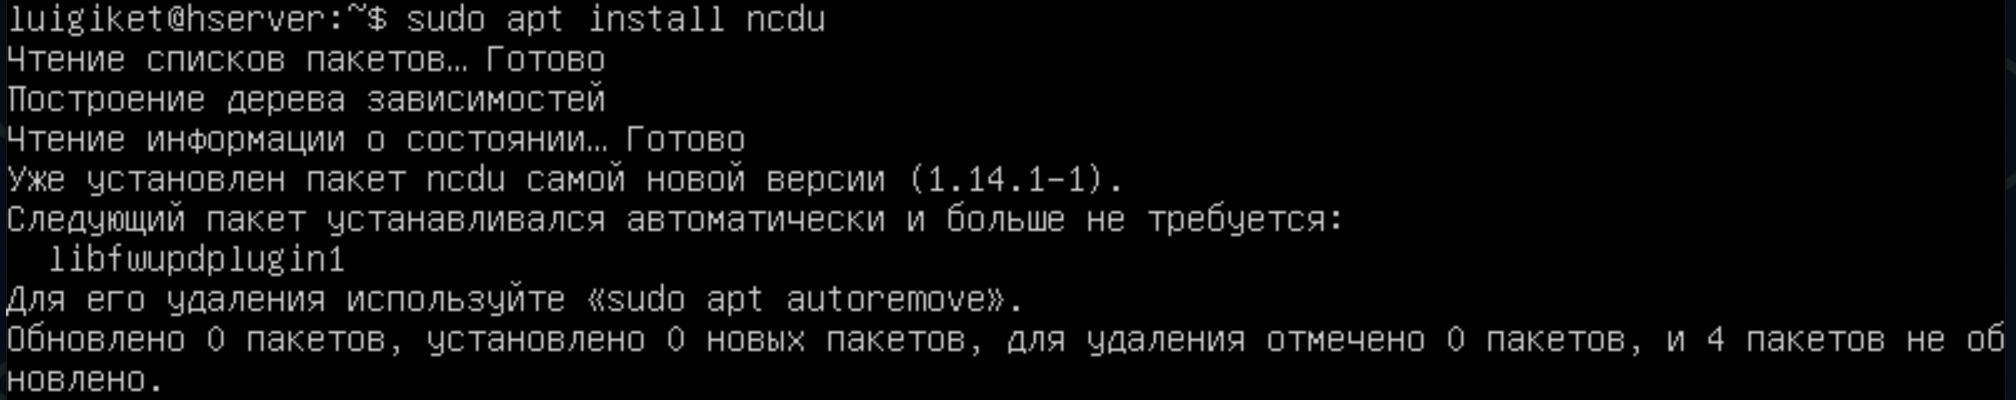 luigiket@hserver:~$ sudo apt install ncdu
Чтение списков пакетов… Готово
Построение дерева зависимостей
Чтение информации о состоянии… Готово
Уже установлен пакет ncdu самой новой версии (1.14.1-1).
Следующий пакет устанавливался автоматически и больше не требуется:
  libfwupdplugin1
Для его удаления используйте «sudo apt autoremove».
Обновлено 0 пакетов, установлено 0 новых пакетов, для удаления отмечено 0 пакетов, и 4 пакетов не об
новлено.